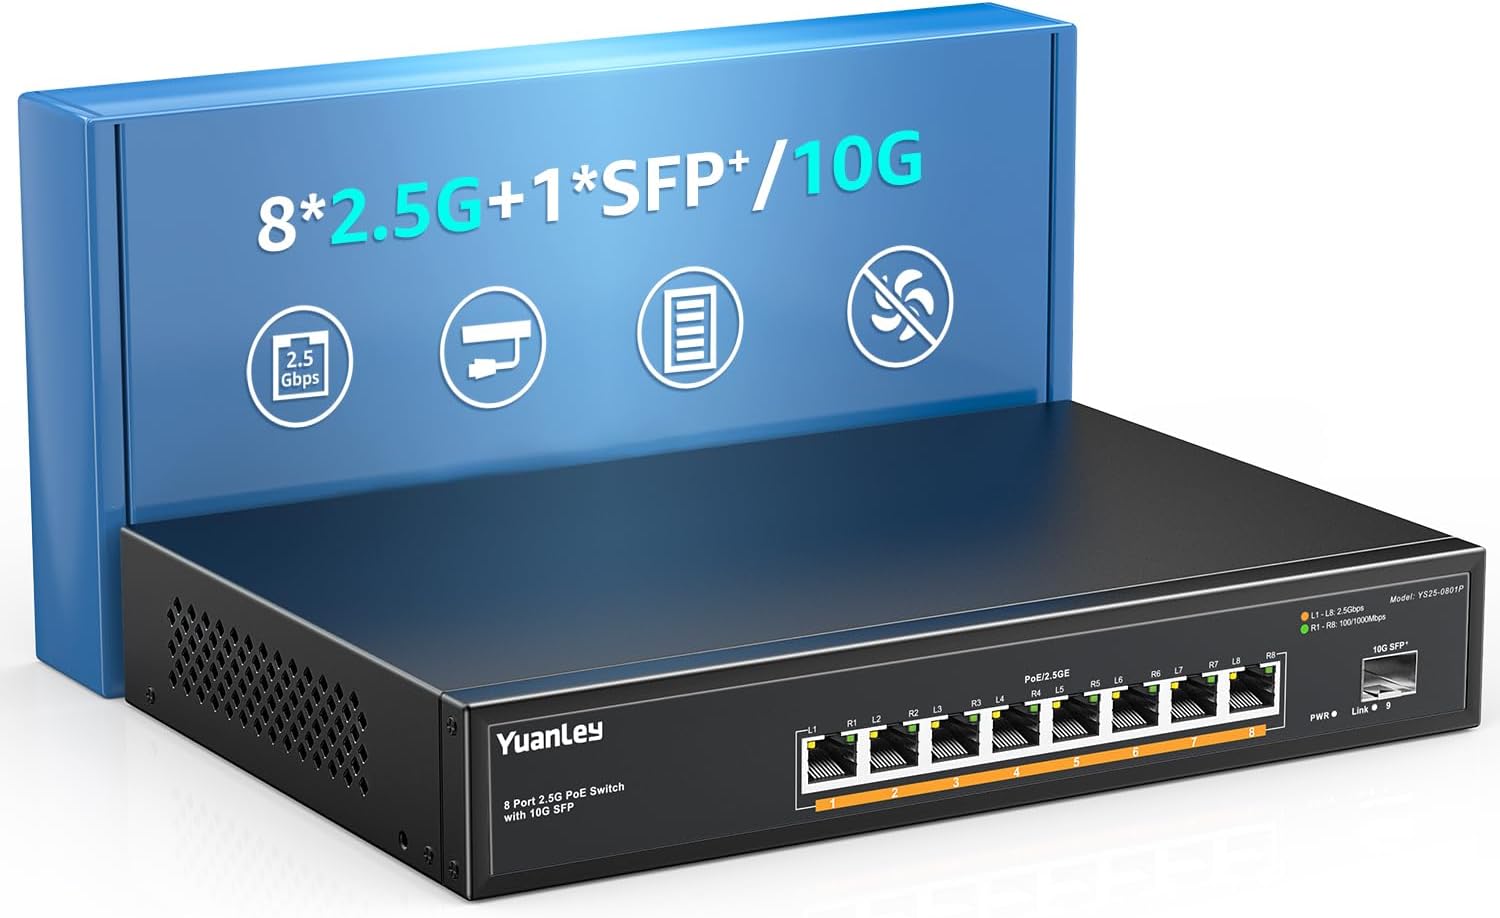 8*2.5G+1*SFP⁺/10G
2.5
Gbps
Model: YS25-0801P
L1 - L8: 2.5Gbps
R1 - R8: 100/1000Mbps
10G SFP⁺
PoE/2.5GE
L1 R1 L2 R2 L3 R3 L4 R4 L5 R5 L6 R6 L7 R7 L8 R8
1 2 3 4 5 6 7 8
PWR Link 9
Yuanley
8 Port 2.5G PoE Switch
with 10G SFP